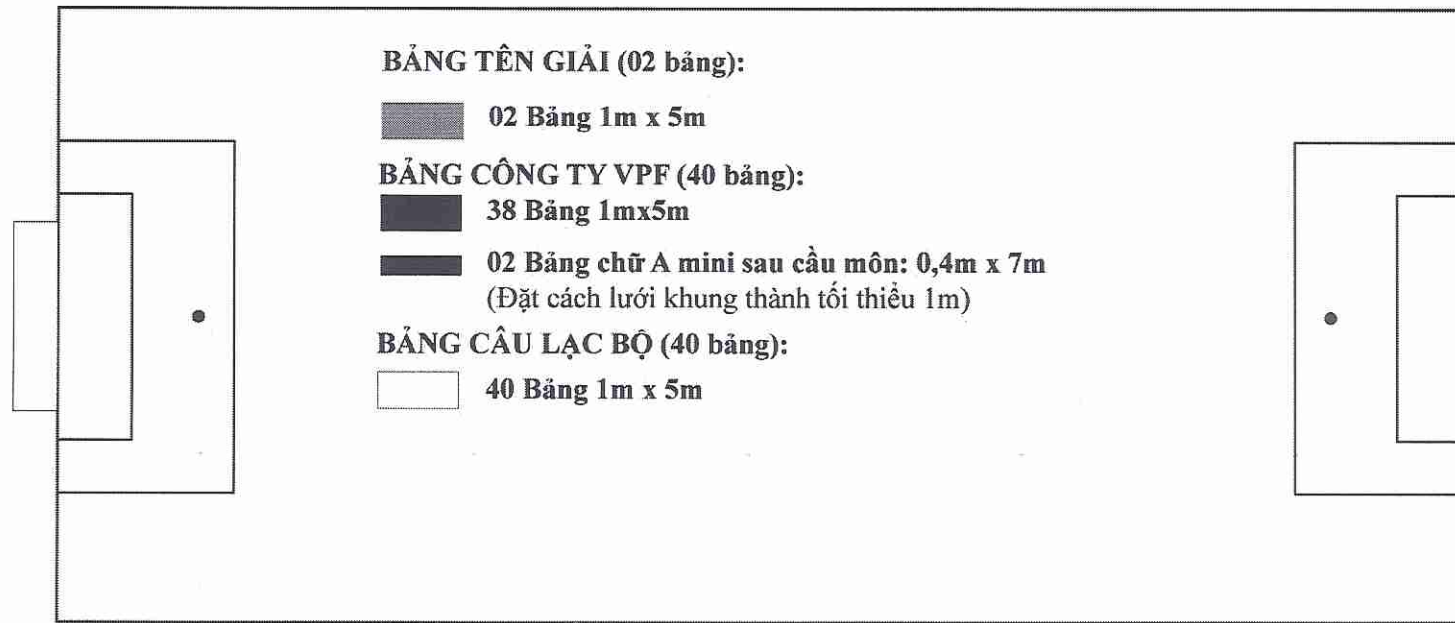 BẢNG TÊN GIẢI (02 bảng):
02 Bảng 1m x 5m
BẢNG CÔNG TY VPF (40 bảng):
38 Bảng 1mx5m
02 Bảng chữ A mini sau cầu môn: 0,4m x 7m
(Đặt cách lưới khung thành tối thiểu 1m)
BẢNG CÂU LẠC BỘ (40 bảng):
40 Bảng 1m x 5m